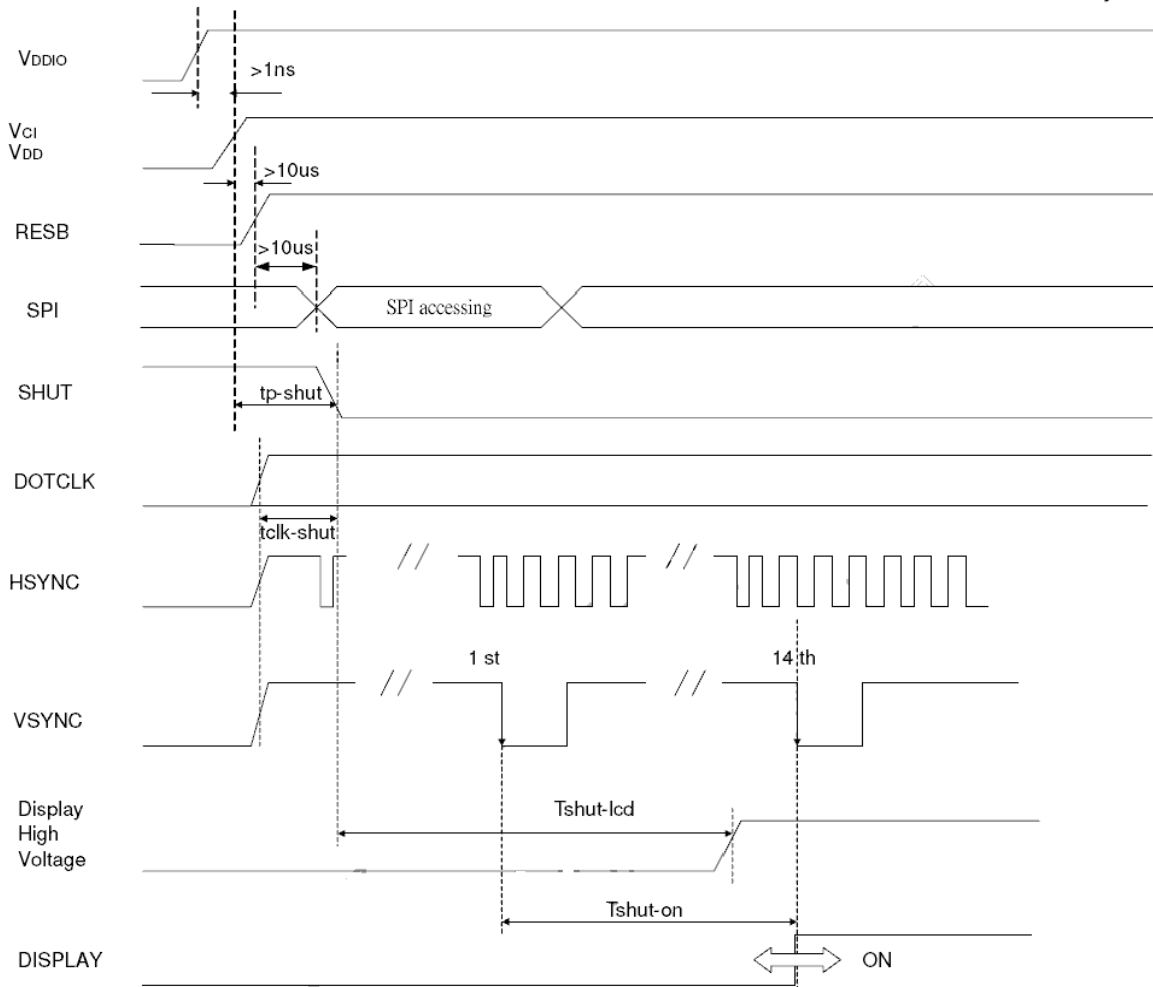 VDDIO
>1ns
VCI
VDD
>10us
RESB
>10us
SPI
SPI accessing
SHUT
tp-shut
DOTCLK
tclk-shut
HSYNC
//
//
1 st
14 th
VSYNC
//
//
Display
High
Voltage
Tshut-lcd
Tshut-on
DISPLAY
ON